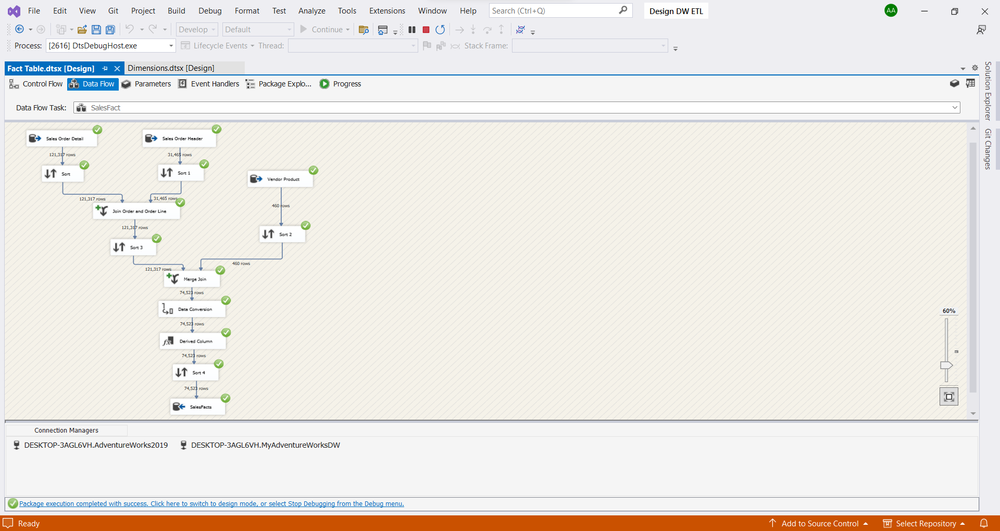 File Edit View Git Project Build Debug Format Test Analyze Tools Extensions Window Help Search (Ctrl+Q) Design DW ETL AA
Develop Default Continue
Process: [2616] DtsDebugHost.exe Lifecycle Events Thread: Stack Frame:
Fact Table.dtsx [Design] Dimensions.dtsx [Design]
Control Flow Data Flow Parameters Event Handlers Package Explo... Progress
Data Flow Task: SalesFact
Solution Explorer
Git Changes
Sales Order Detail Sales Order Header
121,317 rows 31,465 rows
Sort Sort 1
Vendor Product
121,317 rows 31,465 rows
460 rows
Join Order and Order Line
121,317 rows
Sort 2
Sort 3
460 rows
121,317 rows
Merge Join
74,523 rows
Data Conversion
60%
74,523 rows
Derived Column
74,523 rows
Sort 4
74,523 rows
SalesFacts
Connection Managers
DESKTOP-3AGL6VH.AdventureWorks2019 DESKTOP-3AGL6VH.MyAdventureWorksDW
Package execution completed with success. Click here to switch to design mode, or select Stop Debugging from the Debug menu.
Ready Add to Source Control Select Repository